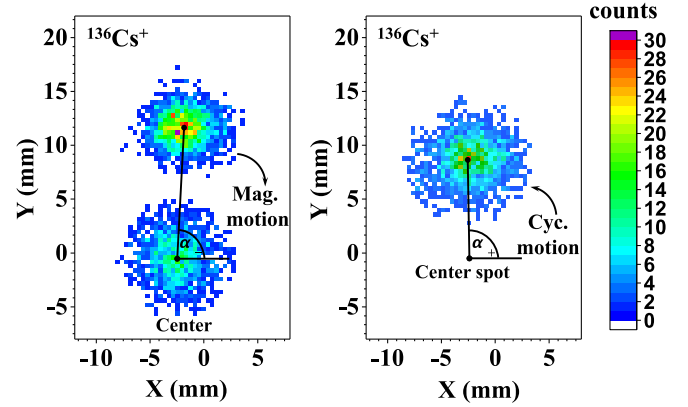 counts
136Cs+
Y (mm)
20
15
10
5
0
-5
Mag.
motion
α
Center
-10
-5
0
5
X (mm)
136Cs+
Y (mm)
20
15
10
5
0
-5
Cyc.
motion
α+
Center spot
-10
-5
0
5
X (mm)
30
28
26
24
22
20
18
16
14
12
10
8
6
4
2
0